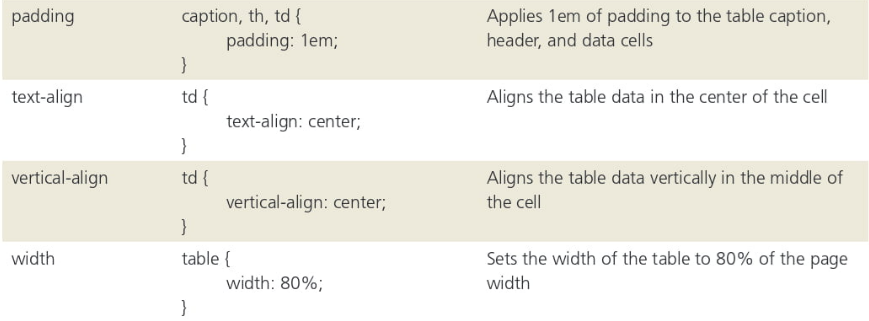 padding
caption, th, td {
padding: 1em;
}
Applies 1em of padding to the table caption,
header, and data cells
text-align
td {
text-align: center;
}
Aligns the table data in the center of the cell
vertical-align
td {
vertical-align: center;
}
Aligns the table data vertically in the middle of
the cell
width
table {
width: 80%;
}
Sets the width of the table to 80% of the page
width